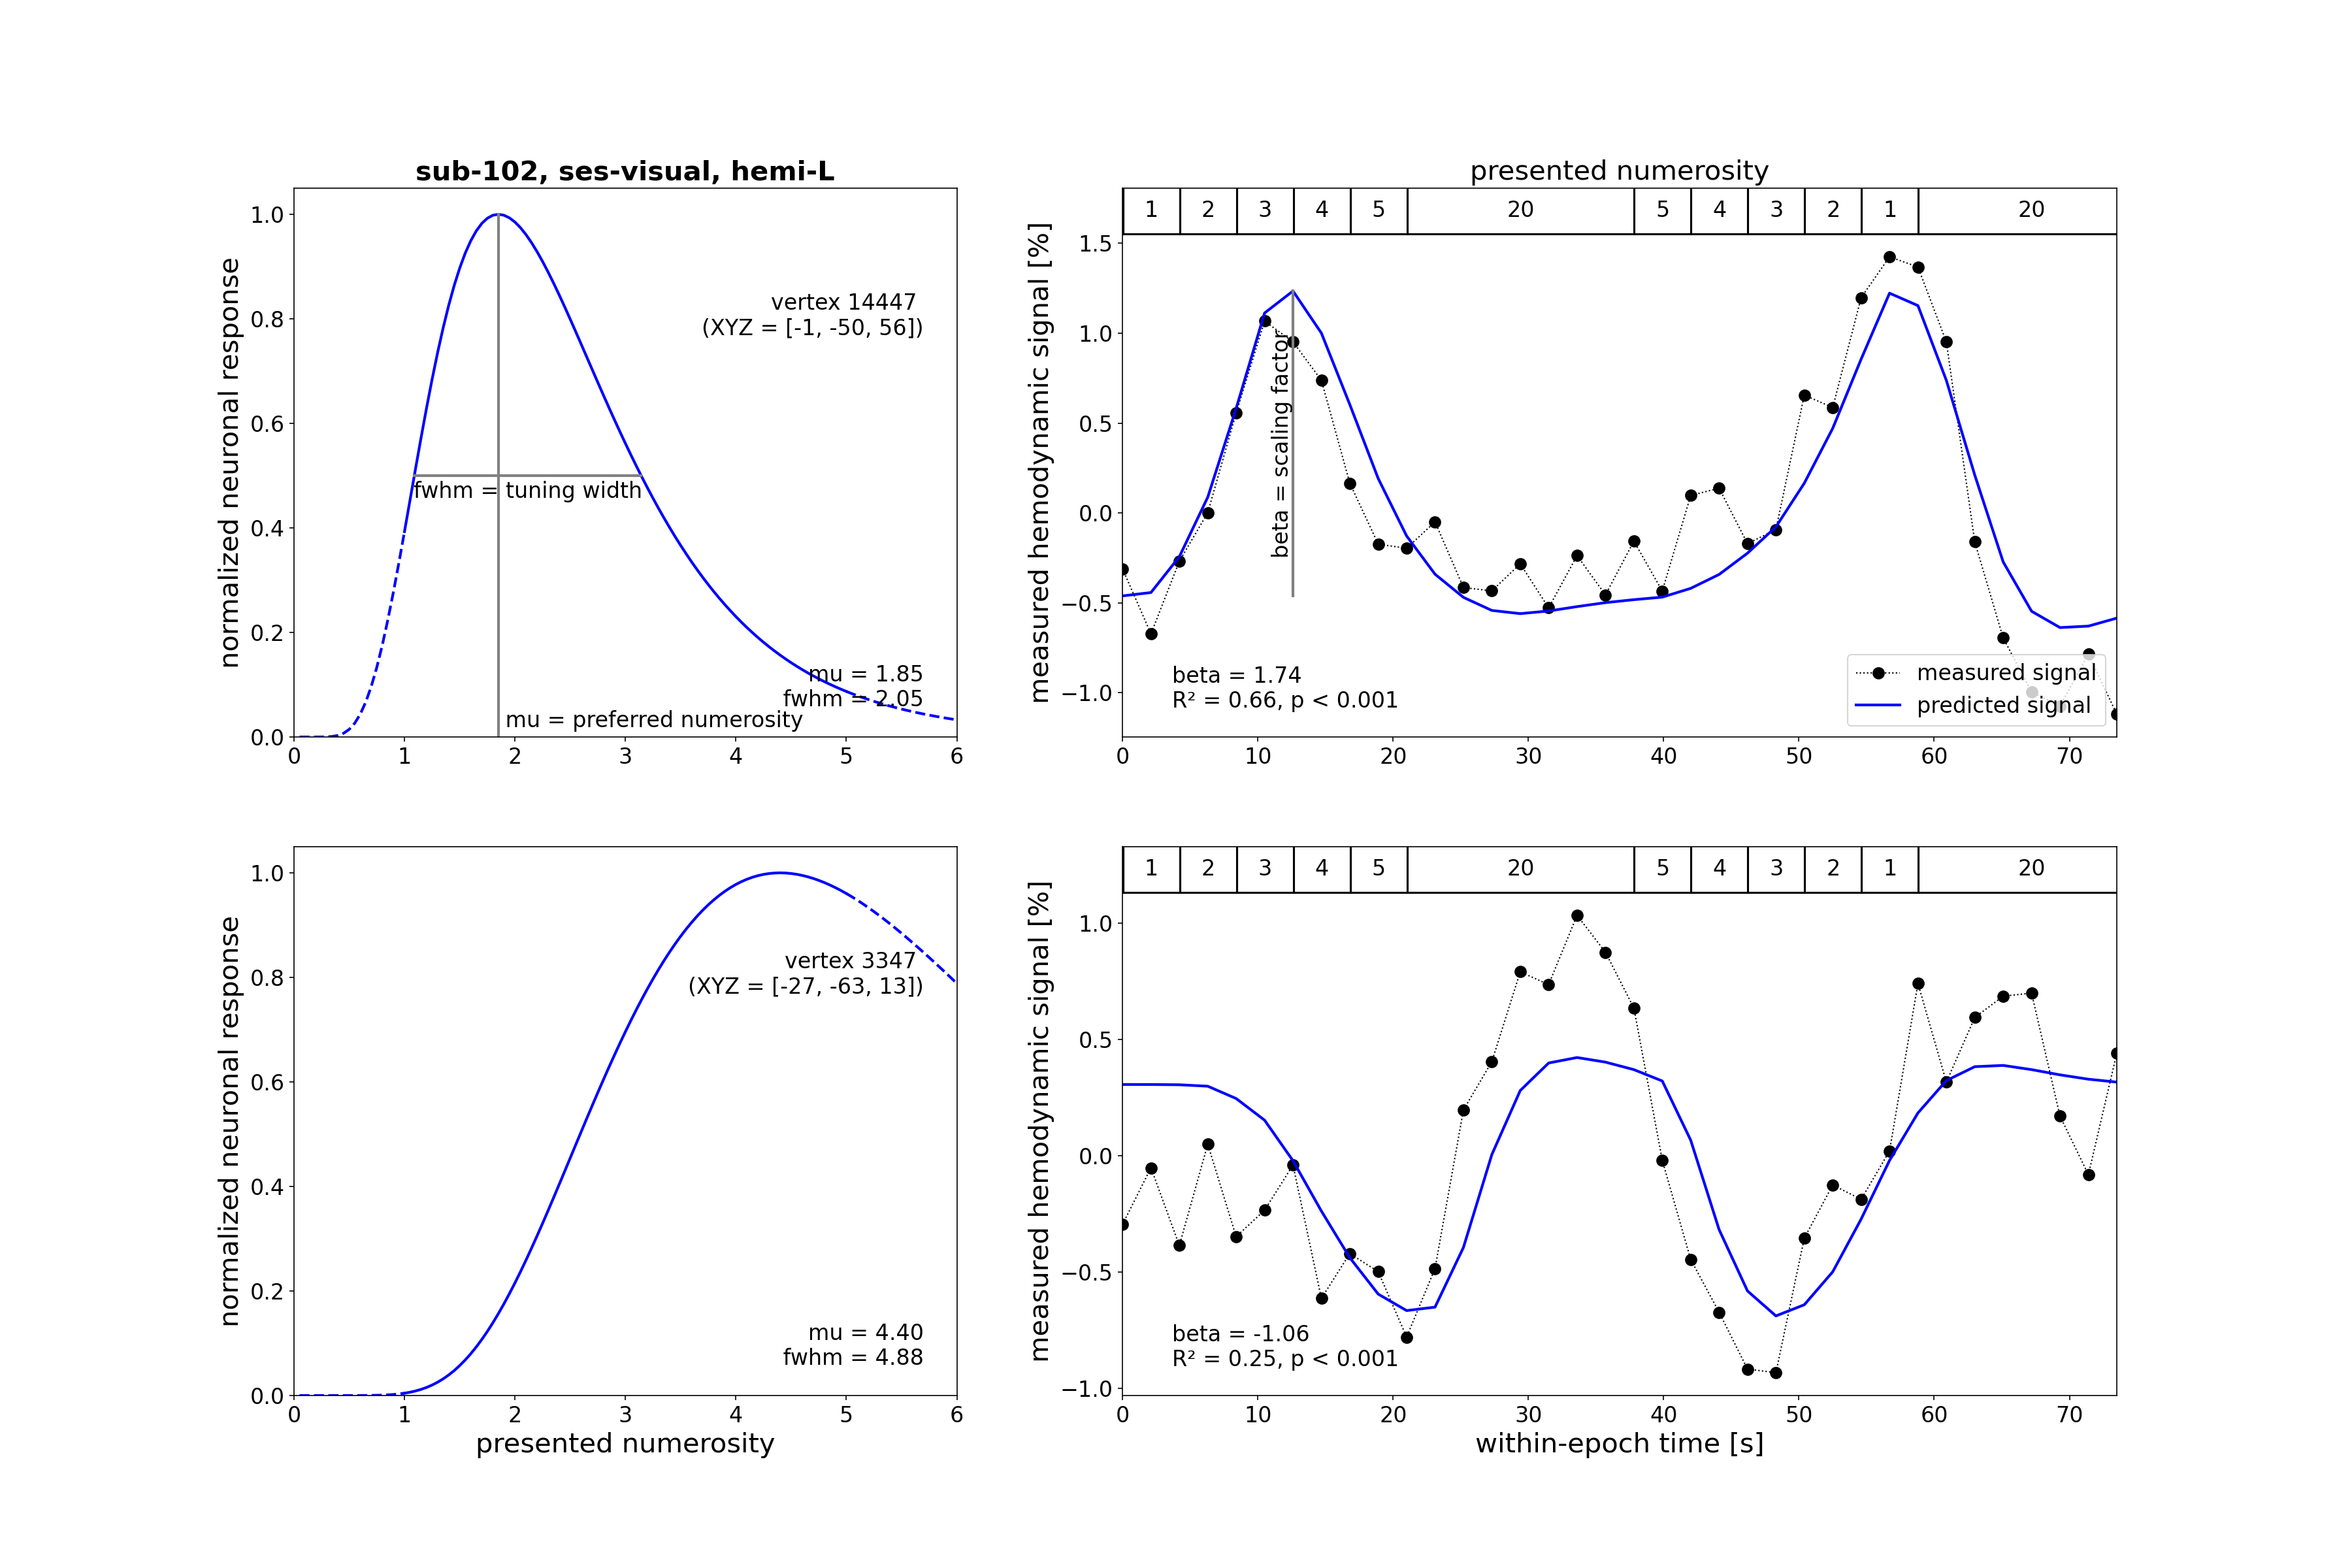 sub-102, ses-visual, hemi-L
normalized neuronal response
1.0
0.8
0.6
0.4
0.2
0.0
0 1 2 3 4 5 6
vertex 14447
(XYZ = [-1, -50, 56])
fwhm = tuning width
mu = 1.85
fwhm = 2.05
mu = preferred numerosity
presented numerosity
1 2 3 4 5 20 5 4 3 2 1 20
measured hemodynamic signal [%]
1.5
1.0
0.5
0.0
−0.5
−1.0
0 10 20 30 40 50 60 70
beta = scaling factor
beta = 1.74
R² = 0.66, p < 0.001
measured signal
predicted signal
normalized neuronal response
1.0
0.8
0.6
0.4
0.2
0.0
0 1 2 3 4 5 6
vertex 3347
(XYZ = [-27, -63, 13])
mu = 4.40
fwhm = 4.88
presented numerosity
1 2 3 4 5 20 5 4 3 2 1 20
measured hemodynamic signal [%]
1.0
0.5
0.0
−0.5
−1.0
0 10 20 30 40 50 60 70
beta = -1.06
R² = 0.25, p < 0.001
within-epoch time [s]